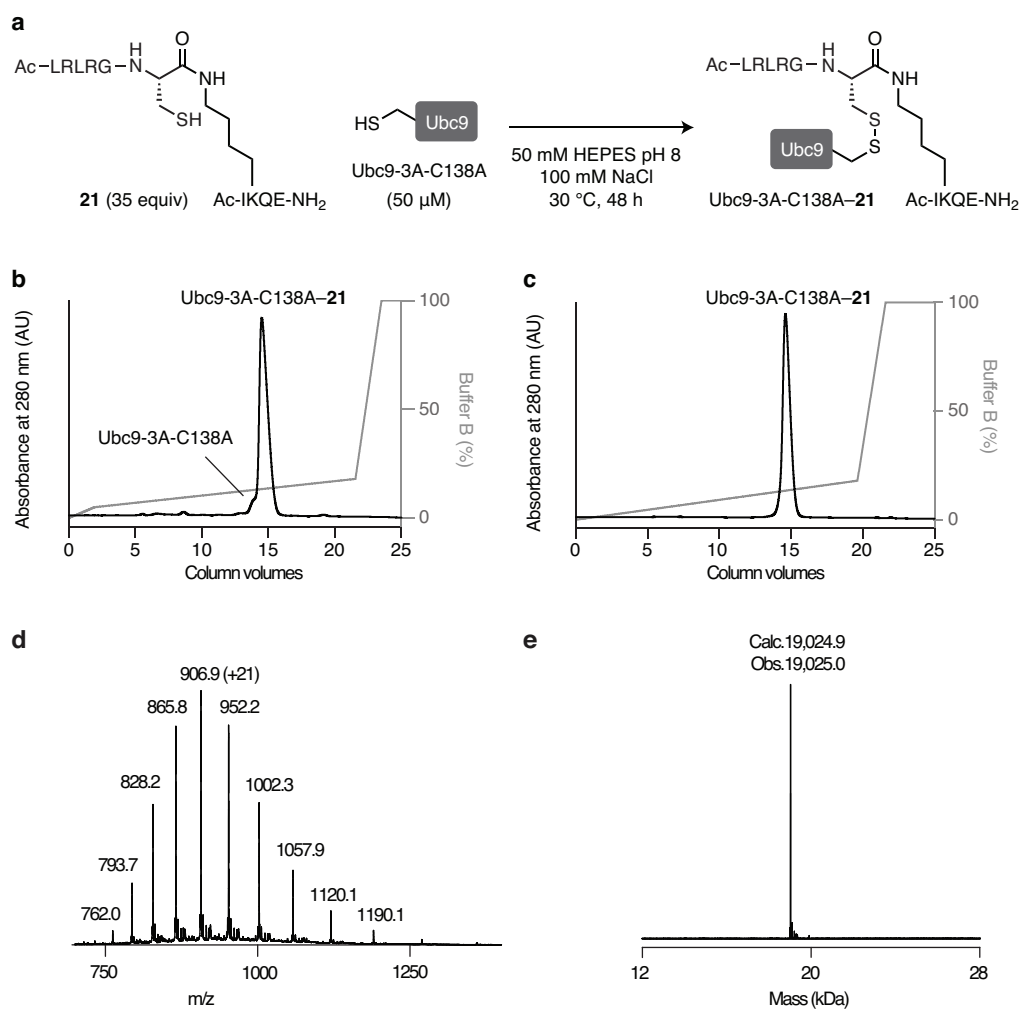 a
Ac–LRLRG–
H
N
O
NH
SH
21 (35 equiv)
Ac-IKQE-NH2
HS
Ubc9
Ubc9-3A-C138A
(50 µM)
50 mM HEPES pH 8
100 mM NaCl
30 °C, 48 h
Ac–LRLRG–
H
N
O
NH
S
S
Ubc9
Ubc9-3A-C138A–21
Ac-IKQE-NH2
b
Ubc9-3A-C138A–21
Ubc9-3A-C138A
Absorbance at 280 nm (AU)
100
50
0
Buffer B (%)
0 5 10 15 20 25
Column volumes
c
Ubc9-3A-C138A–21
Absorbance at 280 nm (AU)
100
50
0
Buffer B (%)
0 5 10 15 20 25
Column volumes
d
906.9 (+21)
865.8
952.2
828.2
1002.3
793.7
1057.9
762.0
1120.1
1190.1
750 1000 1250
m/z
e
Calc.19,024.9
Obs.19,025.0
12 20 28
Mass (kDa)